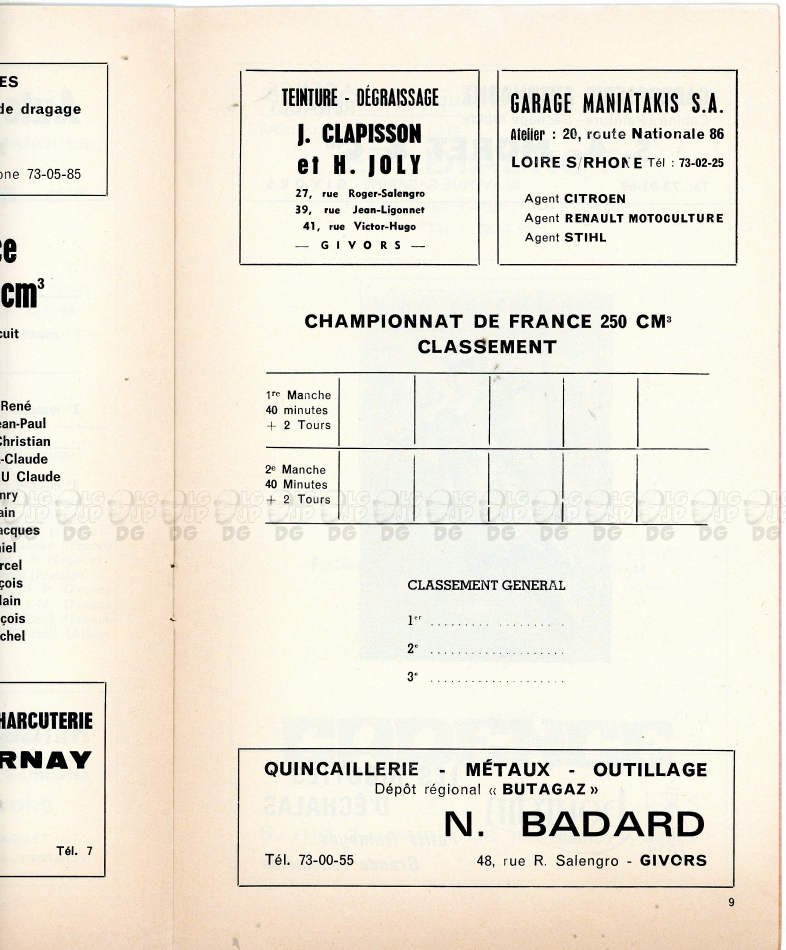 ES
de dragage
one 73-05-85
ce
cm³
cuit
René
ean-Paul
Christian
-Claude
U Claude
nry
ain
acques
niel
rcel
çois
lain
çois
chel
HARCUTERIE
RNAY
Tél. 7
TEINTURE - DÉGRAISSAGE
J. CLAPISSON
et H. JOLY
27, rue Roger-Salengro
39, rue Jean-Ligonnet
41, rue Victor-Hugo
— GIVORS —
GARAGE MANIATAKIS S.A.
Atelier : 20, route Nationale 86
LOIRE S/RHONE Tél : 73-02-25
Agent CITROEN
Agent RENAULT MOTOCULTURE
Agent STIHL
CHAMPIONNAT DE FRANCE 250 CM³
CLASSEMENT
1re Manche
40 minutes
+ 2 Tours
2e Manche
40 Minutes
+ 2 Tours
CLASSEMENT GENERAL
1er ......................
2e ......................
3e ......................
QUINCAILLERIE - MÉTAUX - OUTILLAGE
Dépôt régional « BUTAGAZ »
N. BADARD
Tél. 73-00-55 48, rue R. Salengro - GIVORS
9